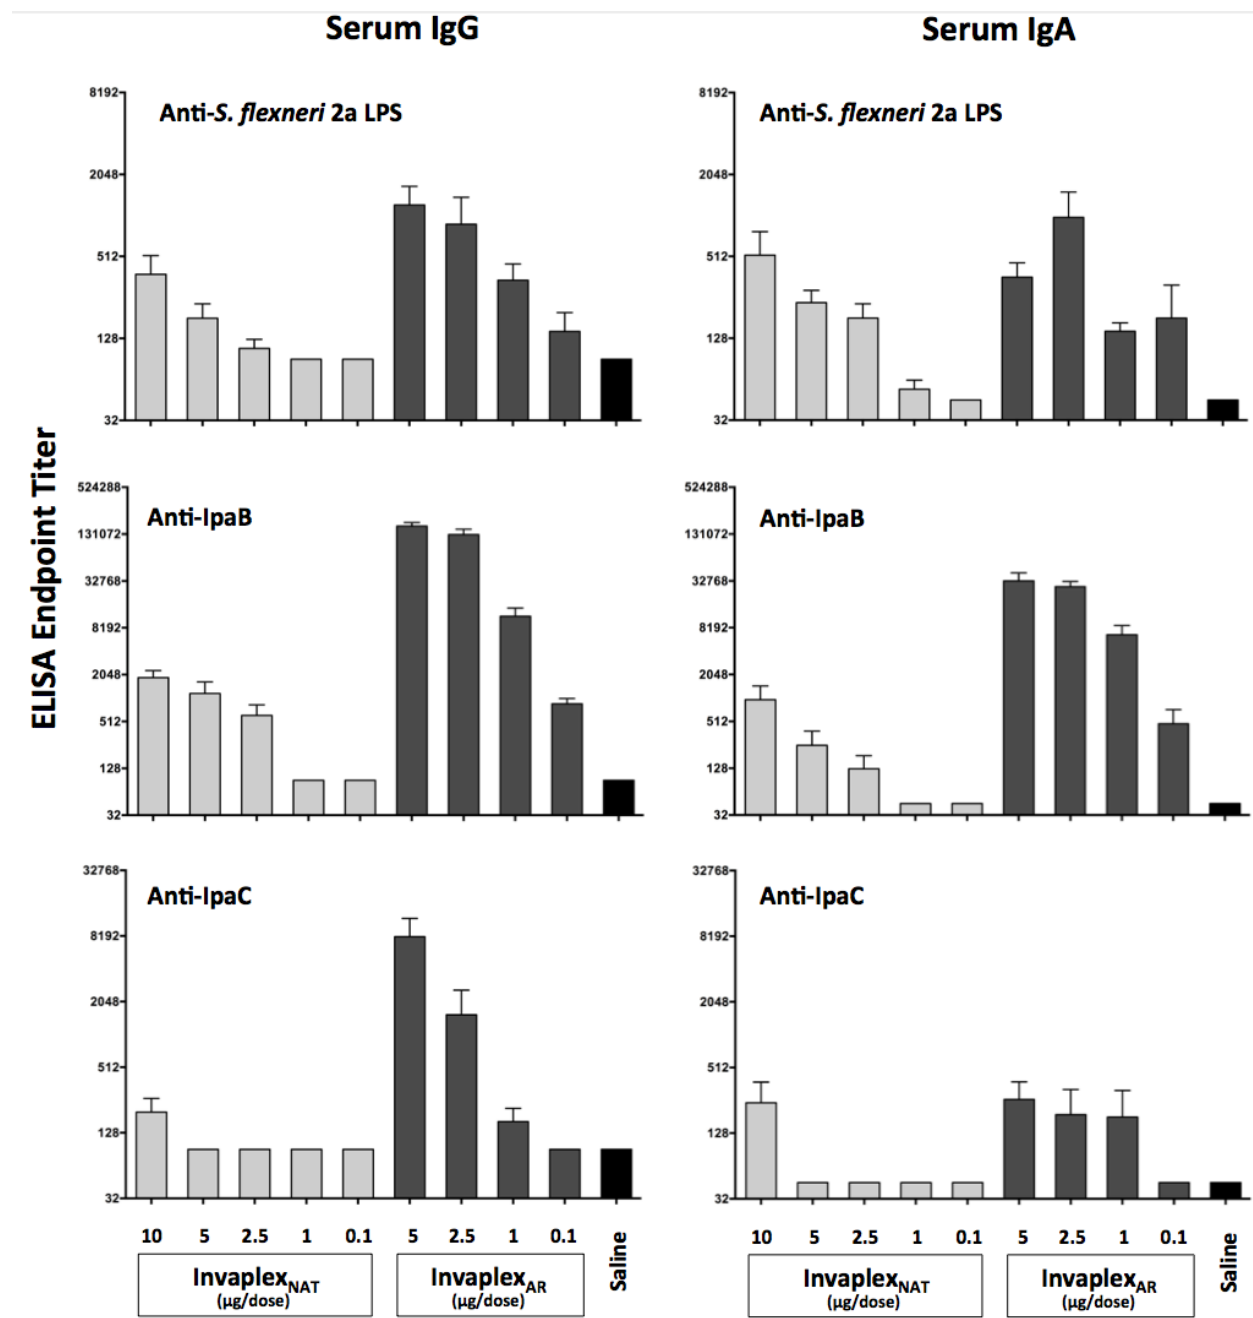 Serum IgG
Serum IgA
ELISA Endpoint Titer
Anti-S. flexneri 2a LPS
8192
2048
512
128
32
Anti-S. flexneri 2a LPS
8192
2048
512
128
32
Anti-IpaB
524288
131072
32768
8192
2048
512
128
32
Anti-IpaB
524288
131072
32768
8192
2048
512
128
32
Anti-IpaC
32768
8192
2048
512
128
32
Anti-IpaC
32768
8192
2048
512
128
32
10 5 2.5 1 0.1 5 2.5 1 0.1 Saline
InvaplexNAT
(µg/dose)
InvaplexAR
(µg/dose)
10 5 2.5 1 0.1 5 2.5 1 0.1 Saline
InvaplexNAT
(µg/dose)
InvaplexAR
(µg/dose)